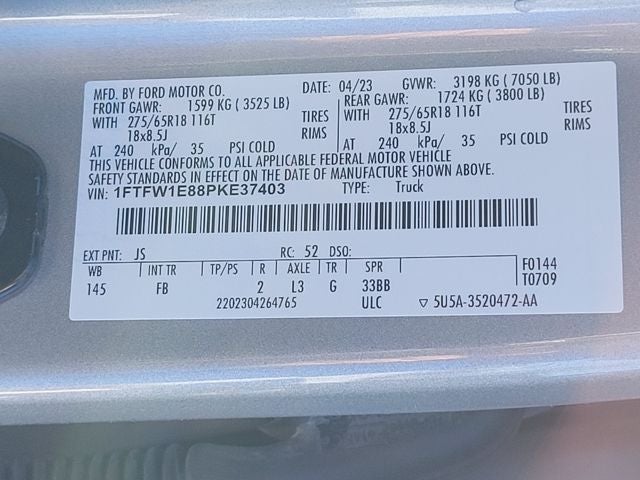 MFD. BY FORD MOTOR CO. DATE: 04/23 GVWR: 3198 KG ( 7050 LB)
FRONT GAWR: 1599 KG ( 3525 LB) REAR GAWR: 1724 KG ( 3800 LB)
WITH 275/65R18 116T TIRES WITH 275/65R18 116T TIRES
18x8.5J RIMS 18x8.5J RIMS
AT 240 kPa/ 35 PSI COLD AT 240 kPa/ 35 PSI COLD
THIS VEHICLE CONFORMS TO ALL APPLICABLE FEDERAL MOTOR VEHICLE
SAFETY STANDARDS IN EFFECT ON THE DATE OF MANUFACTURE SHOWN ABOVE.
VIN: 1FTFW1E88PKE37403 TYPE: Truck
EXT PNT: JS RC: 52 DSO:
WB INT TR TP/PS R AXLE TR SPR F0144
145 FB 2 L3 G 33BB T0709
2202304264765 ULC ▽ 5U5A-3520472-AA